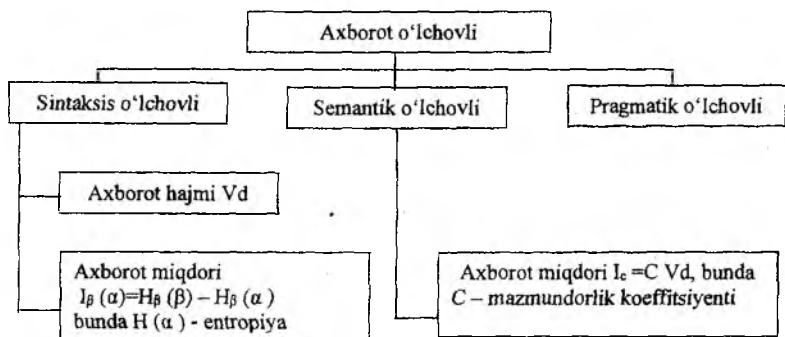 Axborot o‘lchovli
Sintaksis o‘lchovli
Semantik o‘lchovli
Pragmatik o‘lchovli
Axborot hajmi Vd
Axborot miqdori
Iβ (α)=Hβ (β) – Hβ (α)
bunda H (α) - entropiya
Axborot miqdori Ic =C Vd, bunda
C – mazmundorlik koeffitsiyenti